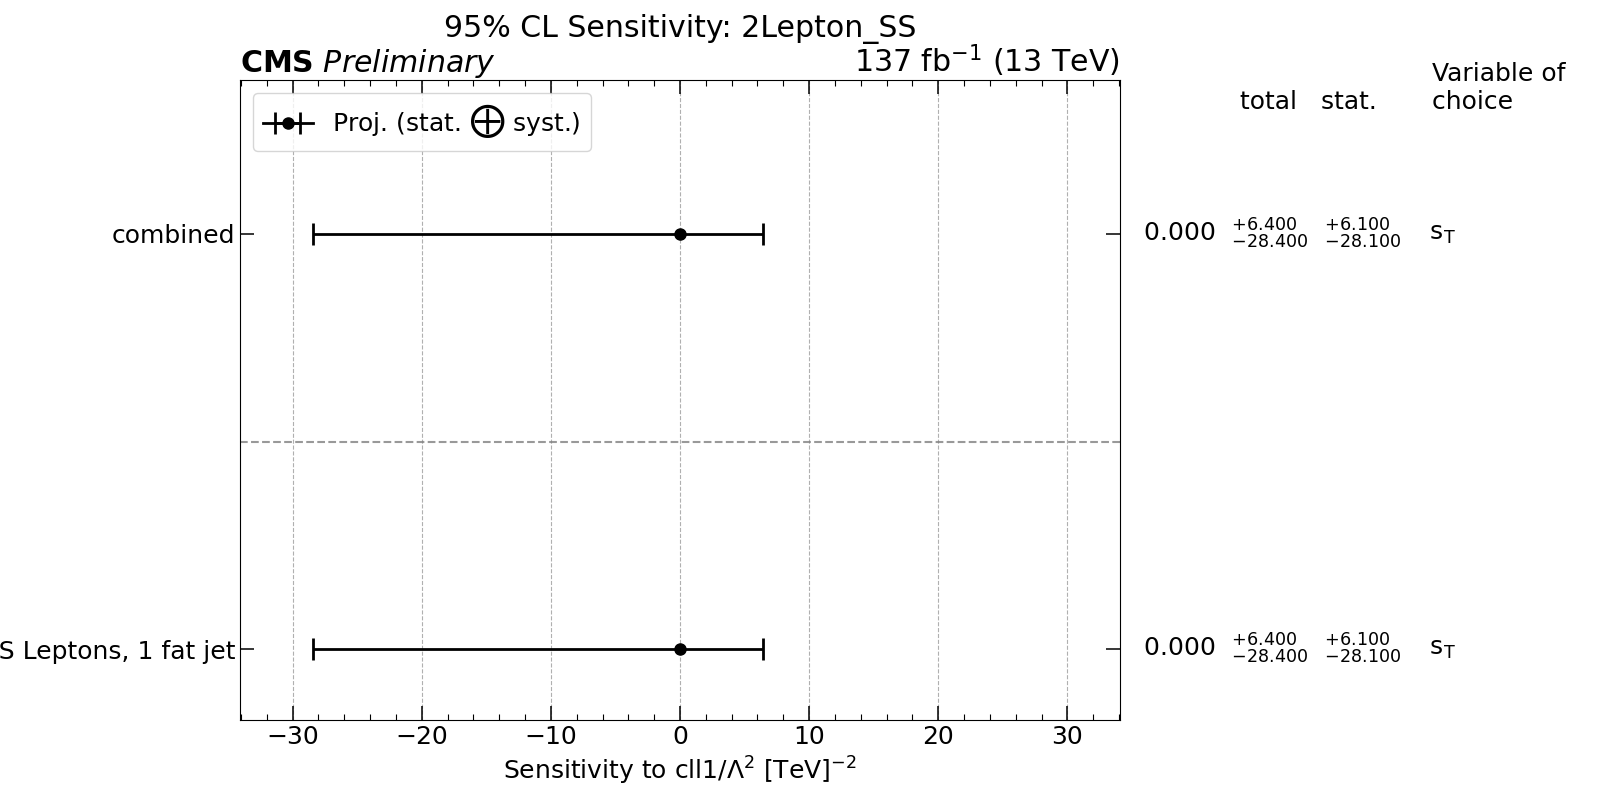 95% CL Sensitivity: 2Lepton_SS
CMS Preliminary 137 fb⁻¹ (13 TeV)
Variable of
total stat. choice
Proj. (stat. ⊕ syst.)
combined 0.000 +6.400 −28.400 +6.100 −28.100 s_T
S Leptons, 1 fat jet 0.000 +6.400 −28.400 +6.100 −28.100 s_T
−30 −20 −10 0 10 20 30
Sensitivity to cll1/Λ² [TeV]⁻²